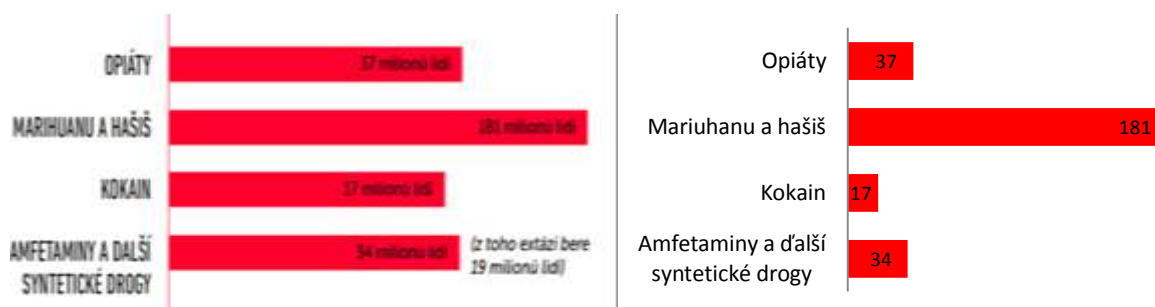 OPIÁTY
37 milionů lidí
MARIHUANU A HAŠIŠ
181 milionů lidí
KOKAIN
17 milionů lidí
AMFETAMINY A DALŠÍ
SYNTETICKÉ DROGY
34 milionů lidí
(z toho extázi bere
19 milionů lidí)
Opiáty
37
Mariuhanu a hašiš
181
Kokain
17
Amfetaminy a ďalší
syntetické drogy
34